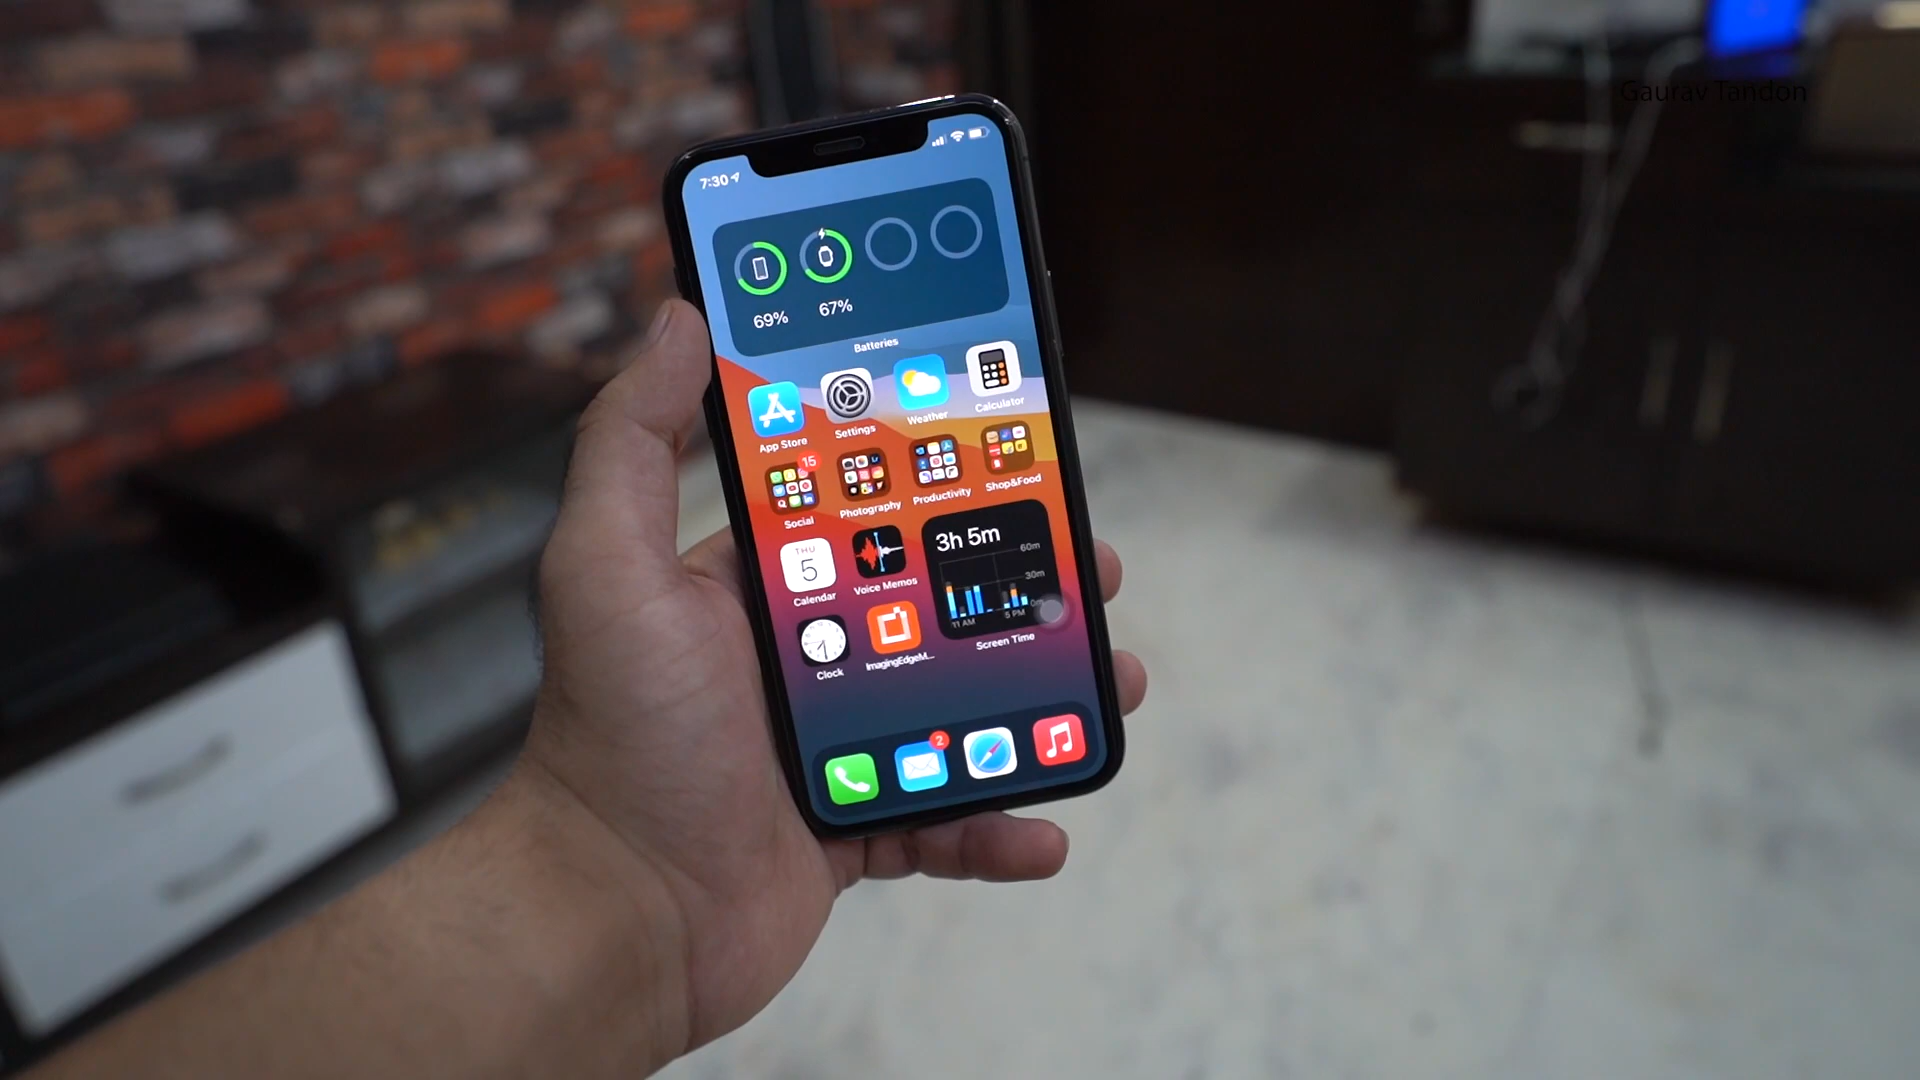 Gaurav Tandon
7:30
69%
67%
Batteries
App Store
Settings
Weather
Calculator
15
Social
Photography
Productivity
Shop&Food
THU
5
Calendar
Voice Memos
3h 5m
60m
30m
0m
11 AM
5 PM
Screen Time
Clock
ImagingEdgeM...
2